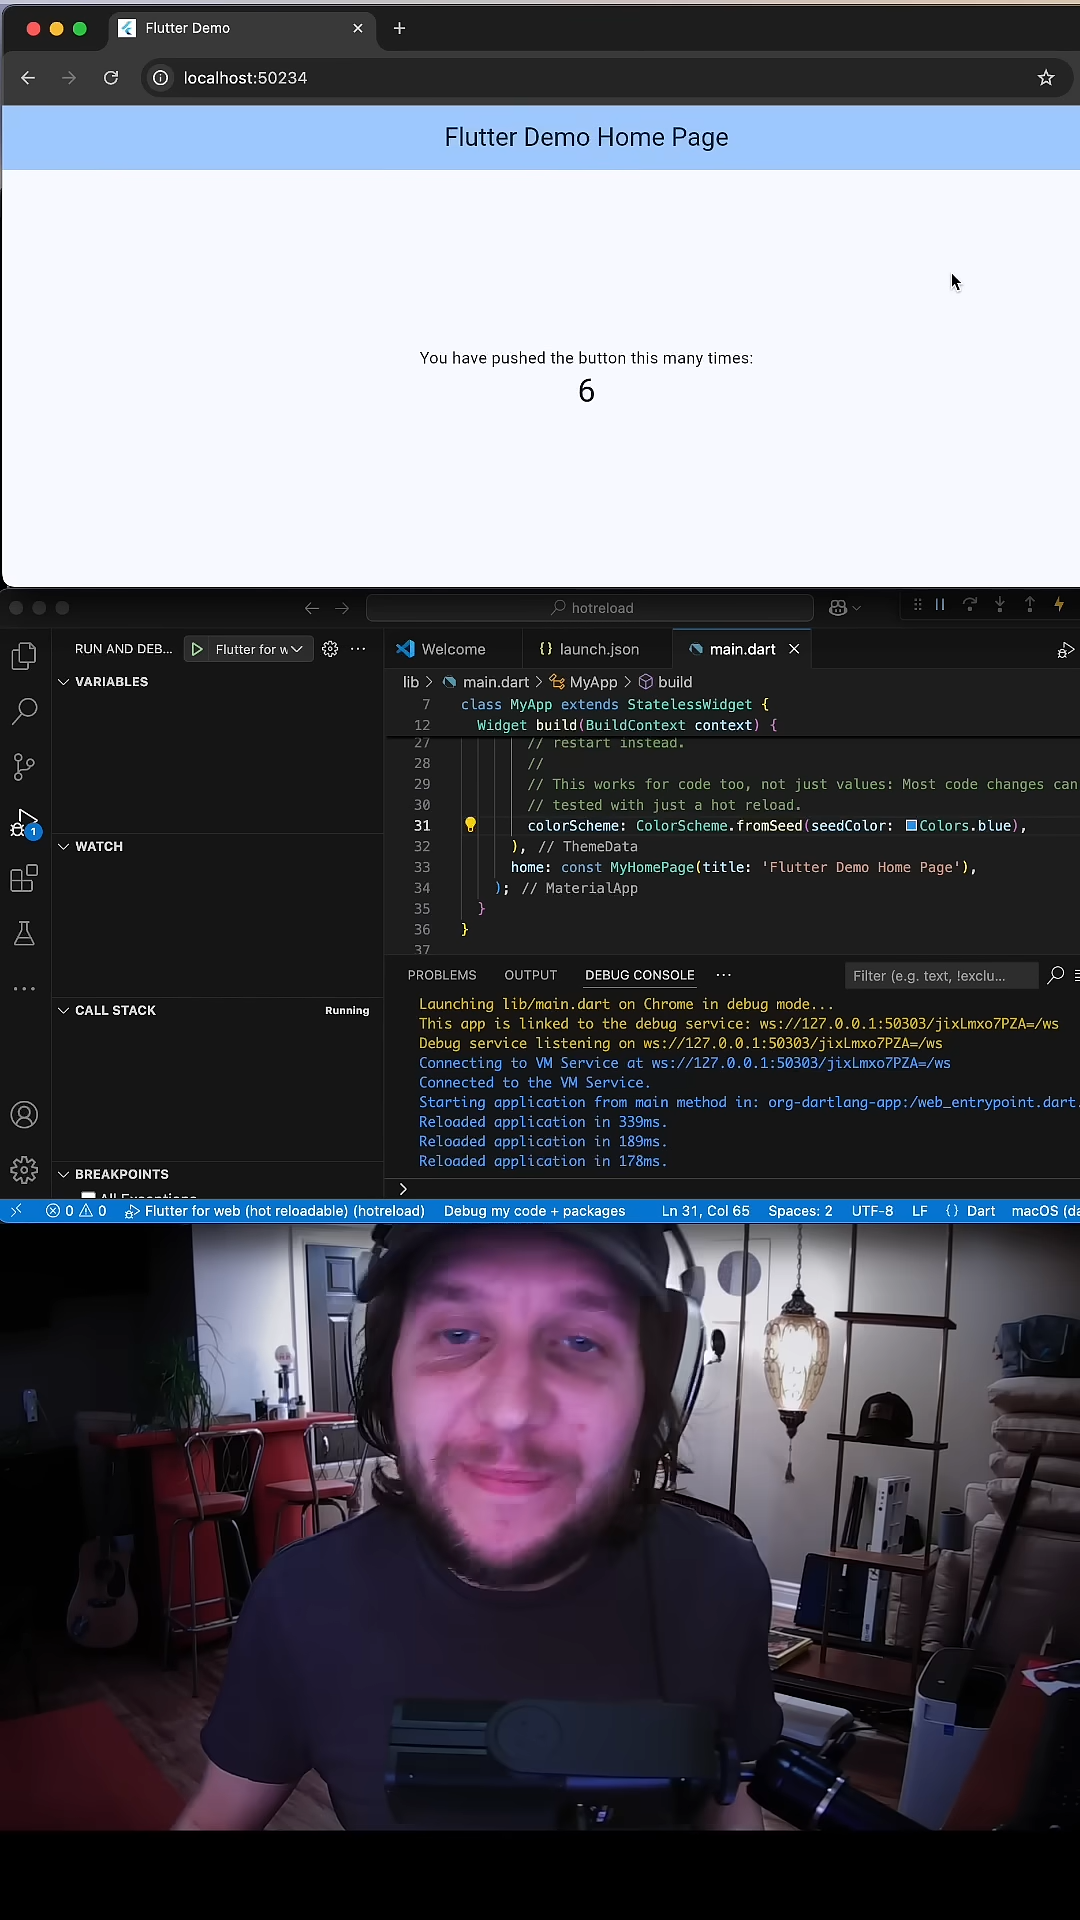 Flutter Demo
localhost:50234
Flutter Demo Home Page
You have pushed the button this many times:
6
hotreload
RUN AND DEB... Flutter for w
Welcome launch.json main.dart
VARIABLES
lib > main.dart > MyApp > build
7 class MyApp extends StatelessWidget {
12 Widget build(BuildContext context) {
27 // restart instead.
28 //
29 // This works for code too, not just values: Most code changes can
30 // tested with just a hot reload.
31 colorScheme: ColorScheme.fromSeed(seedColor: Colors.blue),
32 ), // ThemeData
33 home: const MyHomePage(title: 'Flutter Demo Home Page'),
34 ); // MaterialApp
35 }
36 }
37
1
WATCH
CALL STACK Running
BREAKPOINTS
All Exceptions
PROBLEMS OUTPUT DEBUG CONSOLE ... Filter (e.g. text, !exclu...
Launching lib/main.dart on Chrome in debug mode...
This app is linked to the debug service: ws://127.0.0.1:50303/jixLmxo7PZA=/ws
Debug service listening on ws://127.0.0.1:50303/jixLmxo7PZA=/ws
Connecting to VM Service at ws://127.0.0.1:50303/jixLmxo7PZA=/ws
Connected to the VM Service.
Starting application from main method in: org-dartlang-app:/web_entrypoint.dart.
Reloaded application in 339ms.
Reloaded application in 189ms.
Reloaded application in 178ms.
>
0 0 Flutter for web (hot reloadable) (hotreload) Debug my code + packages Ln 31, Col 65 Spaces: 2 UTF-8 LF {} Dart macOS (da